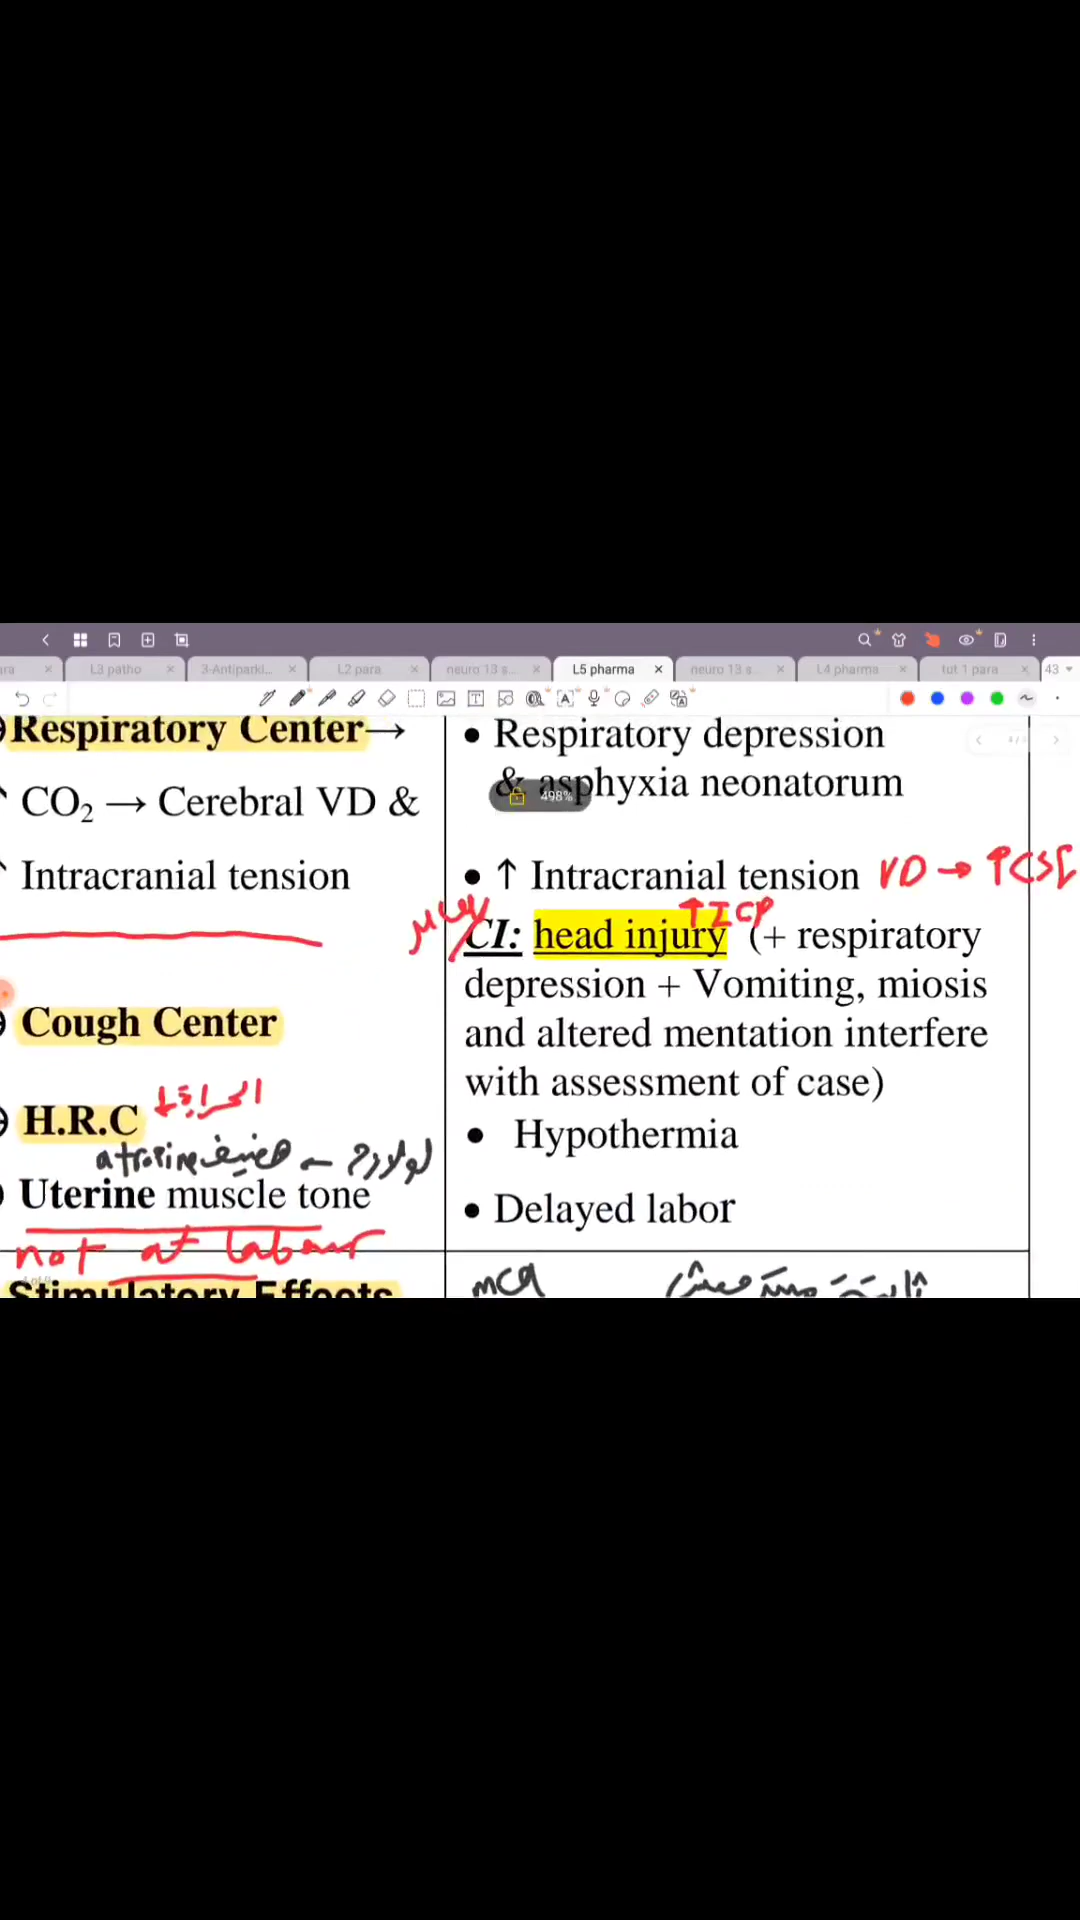 L3 patho
3-Antiparki...
L2 para
neuro 13 s...
L5 pharma
neuro 13 s...
L4 pharma
tut 1 para
43
Respiratory Center→
CO₂ → Cerebral VD &
Intracranial tension
Cough Center
H.R.C
atropine
Uterine muscle tone
not at labour
Stimulatory Effects
• Respiratory depression
& asphyxia neonatorum
498%
• ↑ Intracranial tension VD → ↑CSF
↑ICP
CI: head injury (+ respiratory
depression + Vomiting, miosis
and altered mentation interfere
with assessment of case)
• Hypothermia
• Delayed labor
MCQ